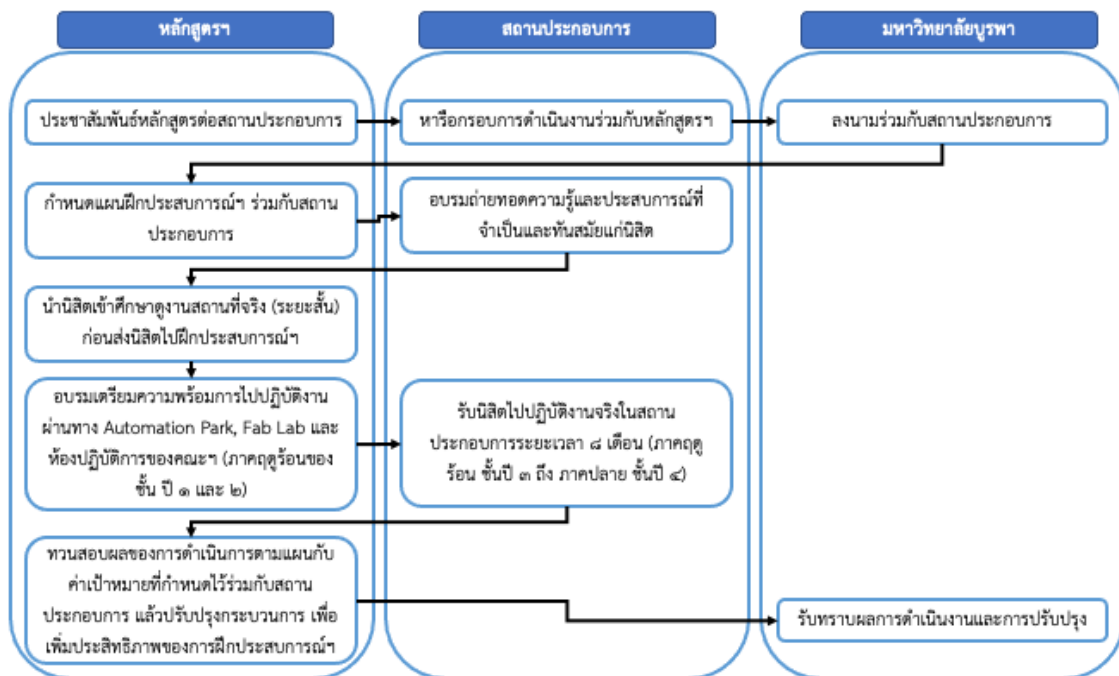 หลักสูตรฯ
สถานประกอบการ
มหาวิทยาลัยบูรพา
ประชาสัมพันธ์หลักสูตรต่อสถานประกอบการ
หารือกรอบการดำเนินงานร่วมกับหลักสูตรฯ
ลงนามร่วมกับสถานประกอบการ
กำหนดแผนฝึกประสบการณ์ฯ ร่วมกับสถาน
ประกอบการ
อบรมถ่ายทอดความรู้และประสบการณ์ที่
จำเป็นและทันสมัยแก่นิสิต
นำนิสิตเข้าศึกษาดูงานสถานที่จริง (ระยะสั้น)
ก่อนส่งนิสิตไปฝึกประสบการณ์ฯ
อบรมเตรียมความพร้อมการไปปฏิบัติงาน
ผ่านทาง Automation Park, Fab Lab และ
ห้องปฏิบัติการของคณะฯ (ภาคฤดูร้อนของ
ชั้น ปี ๑ และ ๒)
รับนิสิตไปปฏิบัติงานจริงในสถาน
ประกอบการระยะเวลา ๘ เดือน (ภาคฤดู
ร้อน ชั้นปี ๓ ถึง ภาคปลาย ชั้นปี ๔)
ทวนสอบผลของการดำเนินการตามแผนกับ
ค่าเป้าหมายที่กำหนดไว้ร่วมกับสถาน
ประกอบการ แล้วปรับปรุงกระบวนการ เพื่อ
เพิ่มประสิทธิภาพของการฝึกประสบการณ์ฯ
รับทราบผลการดำเนินงานและการปรับปรุง